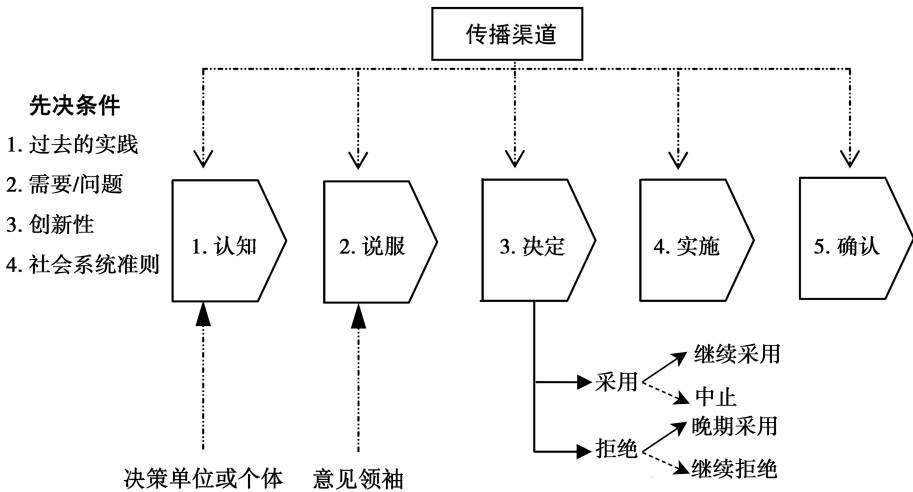 传播渠道
先决条件
1. 过去的实践
2. 需要/问题
3. 创新性
4. 社会系统准则
1. 认知
2. 说服
3. 决定
4. 实施
5. 确认
采用
继续采用
中止
拒绝
晚期采用
继续拒绝
决策单位或个体
意见领袖